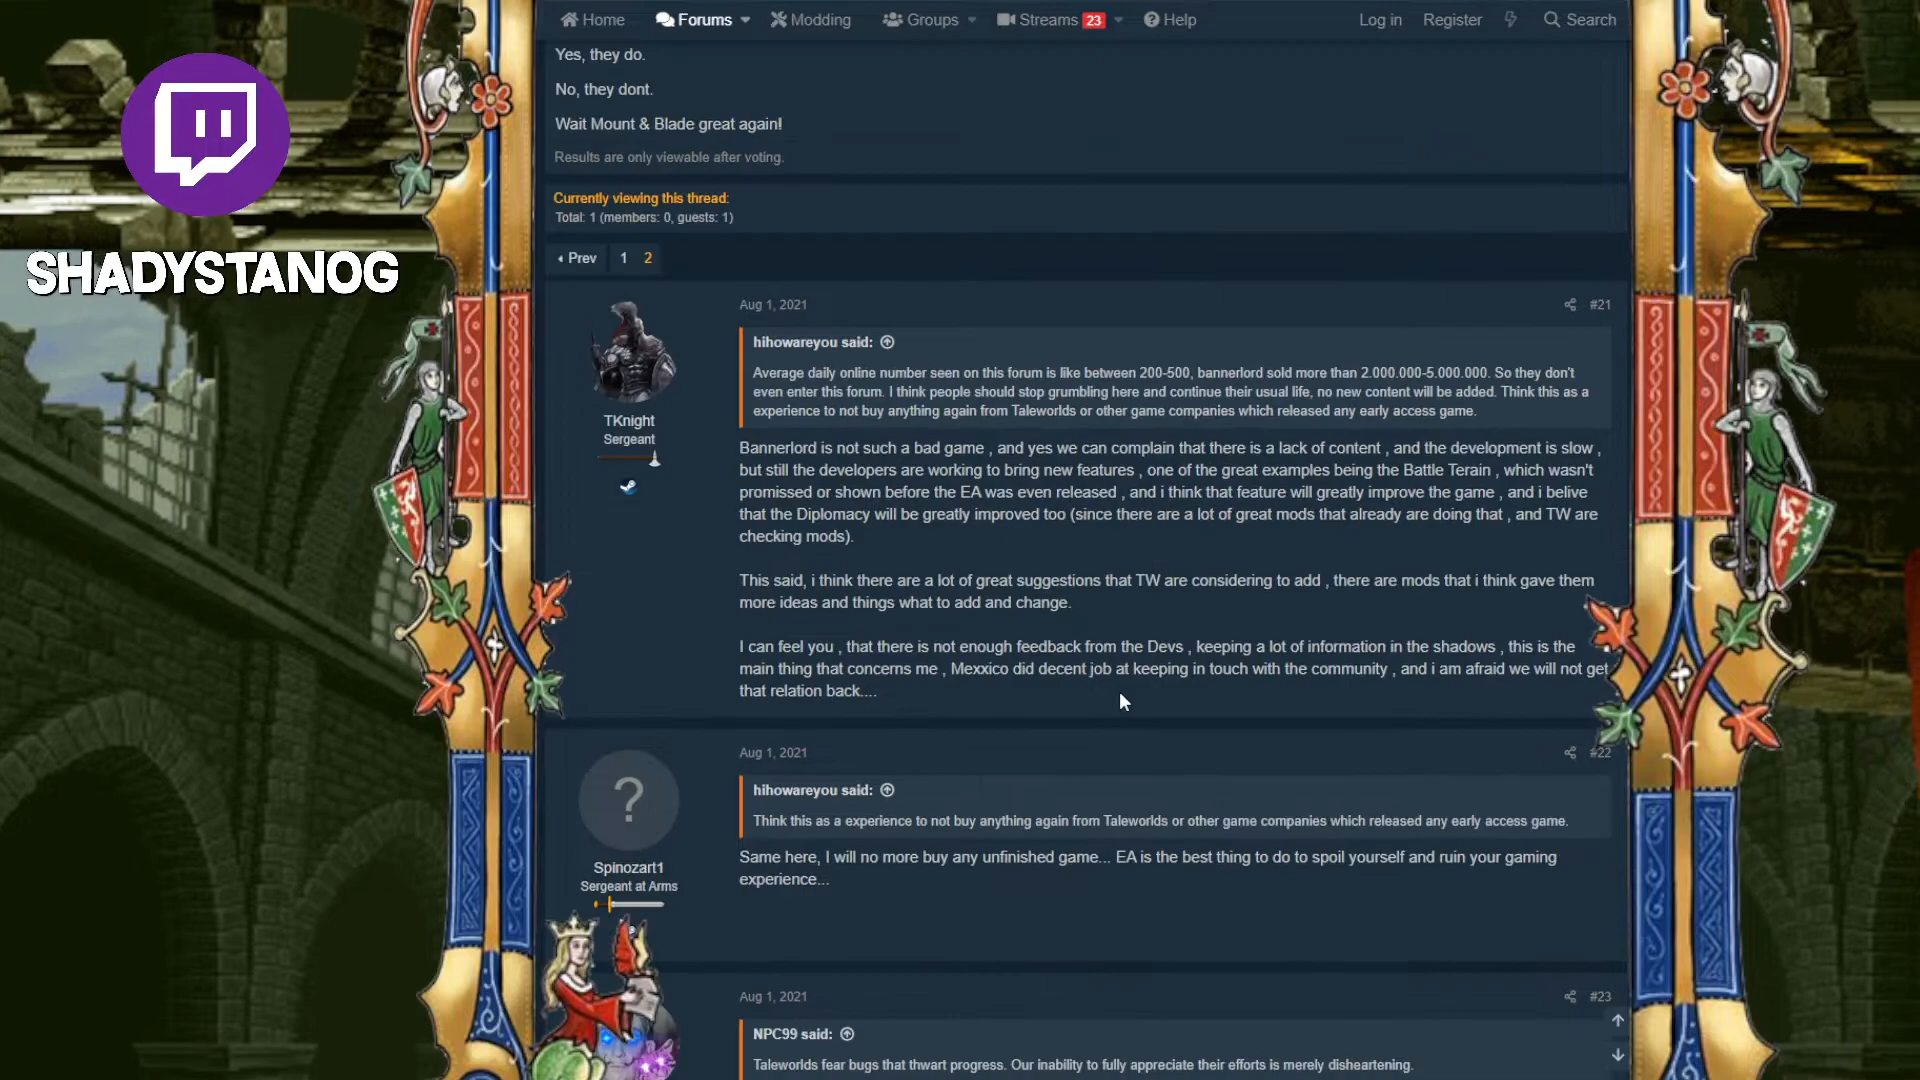 Home Forums Modding Groups Streams 23 Help Log in Register Search
Yes, they do.
No, they dont.
Wait Mount & Blade great again!
Results are only viewable after voting.
SHADYSTANOG
Currently viewing this thread:
Total: 1 (members: 0, guests: 1)
Prev 1 2
Aug 1, 2021 #21
TKnight
Sergeant
hihowareyou said:
Average daily online number seen on this forum is like between 200-500, bannerlord sold more than 2.000.000-5.000.000. So they don't
even enter this forum. I think people should stop grumbling here and continue their usual life, no new content will be added. Think this as a
experience to not buy anything again from Taleworlds or other game companies which released any early access game.
Bannerlord is not such a bad game , and yes we can complain that there is a lack of content , and the development is slow ,
but still the developers are working to bring new features , one of the great examples being the Battle Terain , which wasn't
promissed or shown before the EA was even released , and i think that feature will greatly improve the game , and i belive
that the Diplomacy will be greatly improved too (since there are a lot of great mods that already are doing that , and TW are
checking mods).
This said, i think there are a lot of great suggestions that TW are considering to add , there are mods that i think gave them
more ideas and things what to add and change.
I can feel you , that there is not enough feedback from the Devs , keeping a lot of information in the shadows , this is the
main thing that concerns me , Mexxico did decent job at keeping in touch with the community , and i am afraid we will not get
that relation back....
Aug 1, 2021 #22
Spinozart1
Sergeant at Arms
hihowareyou said:
Think this as a experience to not buy anything again from Taleworlds or other game companies which released any early access game.
Same here, I will no more buy any unfinished game... EA is the best thing to do to spoil yourself and ruin your gaming
experience...
Aug 1, 2021 #23
NPC99 said:
Taleworlds fear bugs that thwart progress. Our inability to fully appreciate their efforts is merely disheartening.